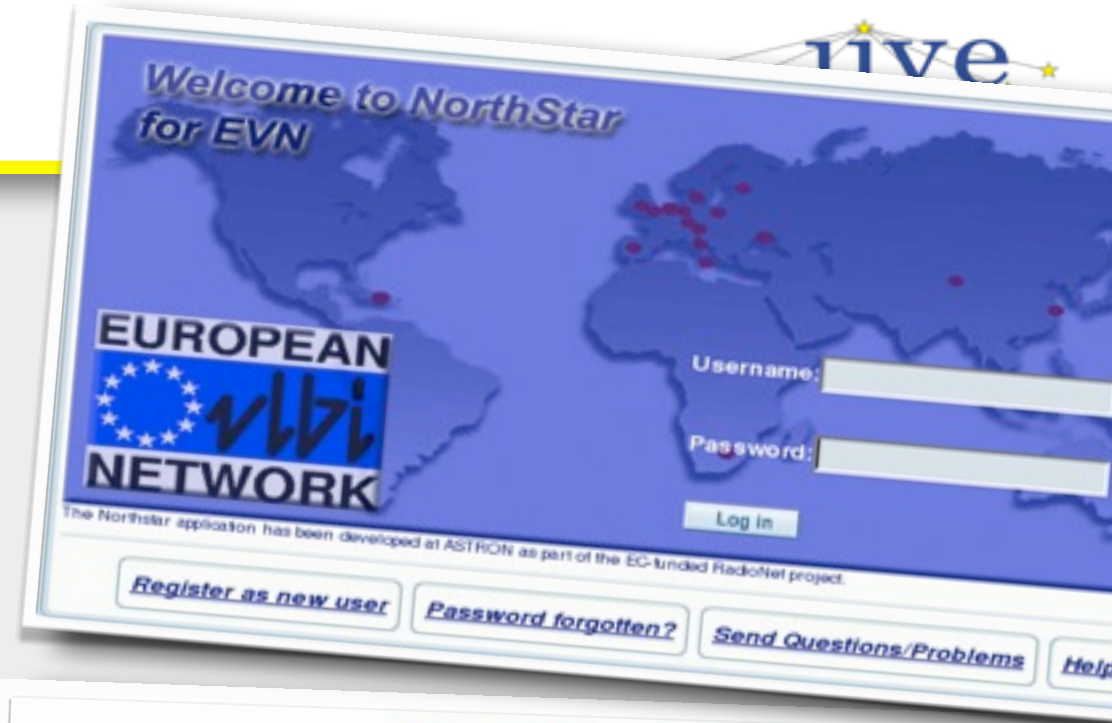 Welcome to NorthStar
for EVN
EUROPEAN
vlbi
NETWORK
Username:
Password:
Log in
The Northstar application has been developed at ASTRON as part of the EC-funded RadioNet project.
Register as new user
Password forgotten?
Send Questions/Problems
Help